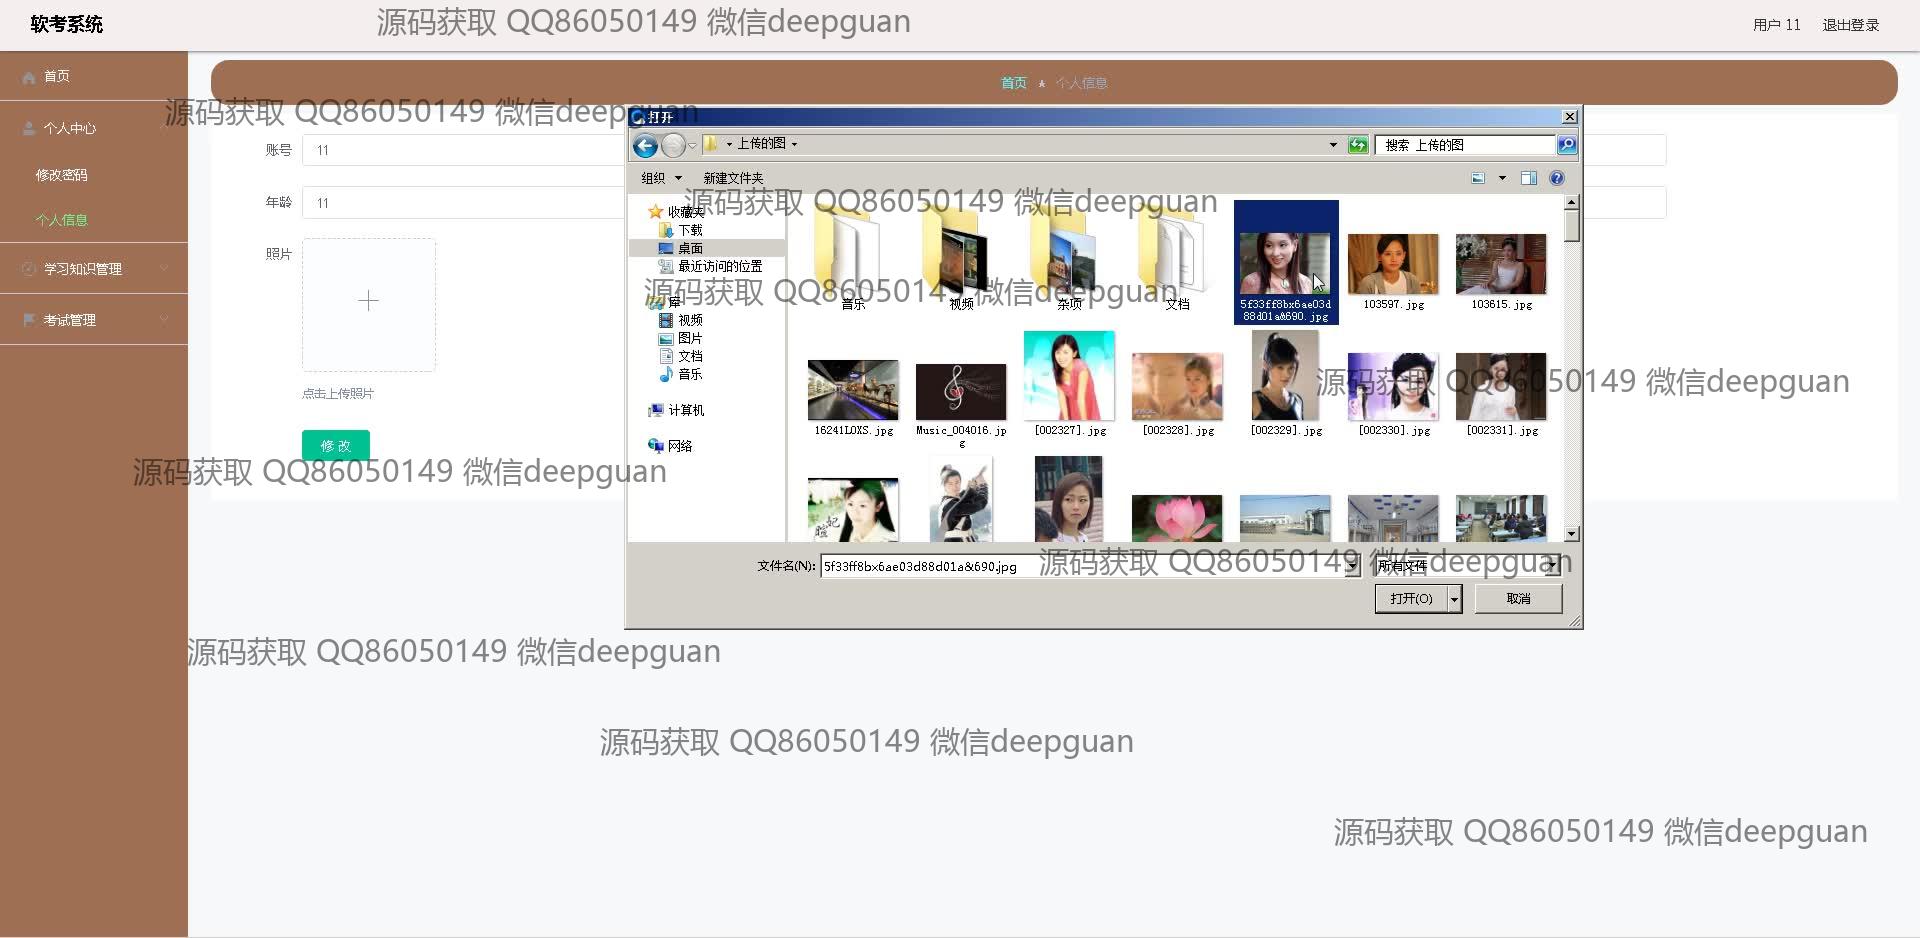 软考系统
源码获取 QQ86050149 微信deepguan
用户 11
退出登录
首页
首页
个人信息
源码获取 QQ86050149 微信deepguan
个人中心
修改密码
个人信息
学习知识管理
考试管理
账号
11
年龄
11
照片
点击上传照片
修 改
打开
上传的图
搜索 上传的图
组织
新建文件夹
源码获取 QQ86050149 微信deepguan
收藏夹
下载
桌面
最近访问的位置
源码获取 QQ86050149 微信deepguan
库
视频
图片
文档
音乐
计算机
网络
音乐
视频
杂项
文档
5f33ff8bx6ae03d
88d01a&690.jpg
103597.jpg
103615.jpg
源码获取 QQ86050149 微信deepguan
16241LOXS.jpg
Music_004016.jp
g
[002327].jpg
[002328].jpg
[002329].jpg
[002330].jpg
[002331].jpg
源码获取 QQ86050149 微信deepguan
文件名(N):
5f33ff8bx6ae03d88d01a&690.jpg
所有文件
源码获取 QQ86050149 微信deepguan
打开(O)
取消
源码获取 QQ86050149 微信deepguan
源码获取 QQ86050149 微信deepguan
源码获取 QQ86050149 微信deepguan